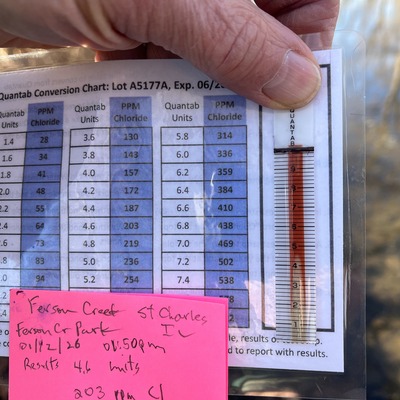 Quantab Conversion Chart: Lot A5177A, Exp. 06/2
Quantab Units PPM Chloride Quantab Units PPM Chloride Quantab Units PPM Chloride
1.4 28 3.6 130 5.8 314
1.6 34 3.8 143 6.0 336
1.8 41 4.0 157 6.2 359
2.0 48 4.2 172 6.4 384
2.2 55 4.4 187 6.6 410
2.4 64 4.6 203 6.8 438
2.6 73 4.8 219 7.0 469
2.8 83 5.0 236 7.2 502
3.0 94 5.2 254 7.4 538
QUANTAB
Ferson Creek St Charles
Ferson Cr Park IL
01/12/26 01:50pm
Results 4.6 units
203 ppm Cl
le, results o
d to report with results.